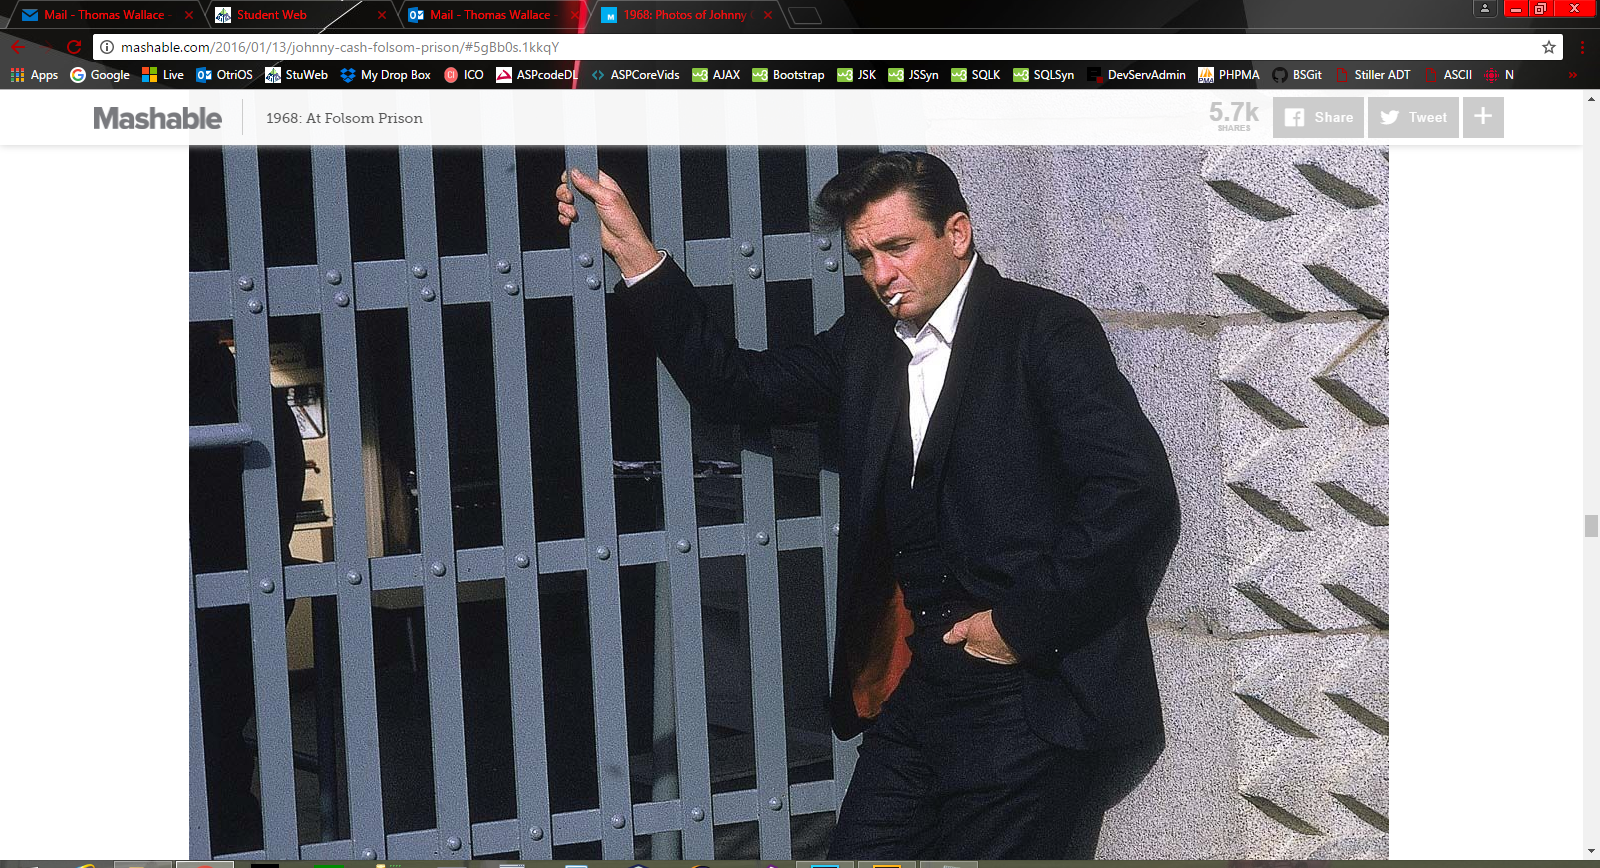 Mail - Thomas Wallace -
Student Web
Mail - Thomas Wallace -
1968: Photos of Johnny
mashable.com/2016/01/13/johnny-cash-folsom-prison/#5gBb0s.1kkqY
Apps Google Live OtriOS StuWeb My Drop Box ICO ASPcodeDL ASPCoreVids AJAX Bootstrap JSK JSSyn SQLK SQLSyn DevServAdmin PHPMA BSGit Stiller ADT ASCII N »
Mashable 1968: At Folsom Prison 5.7k Share Tweet +
SHARES